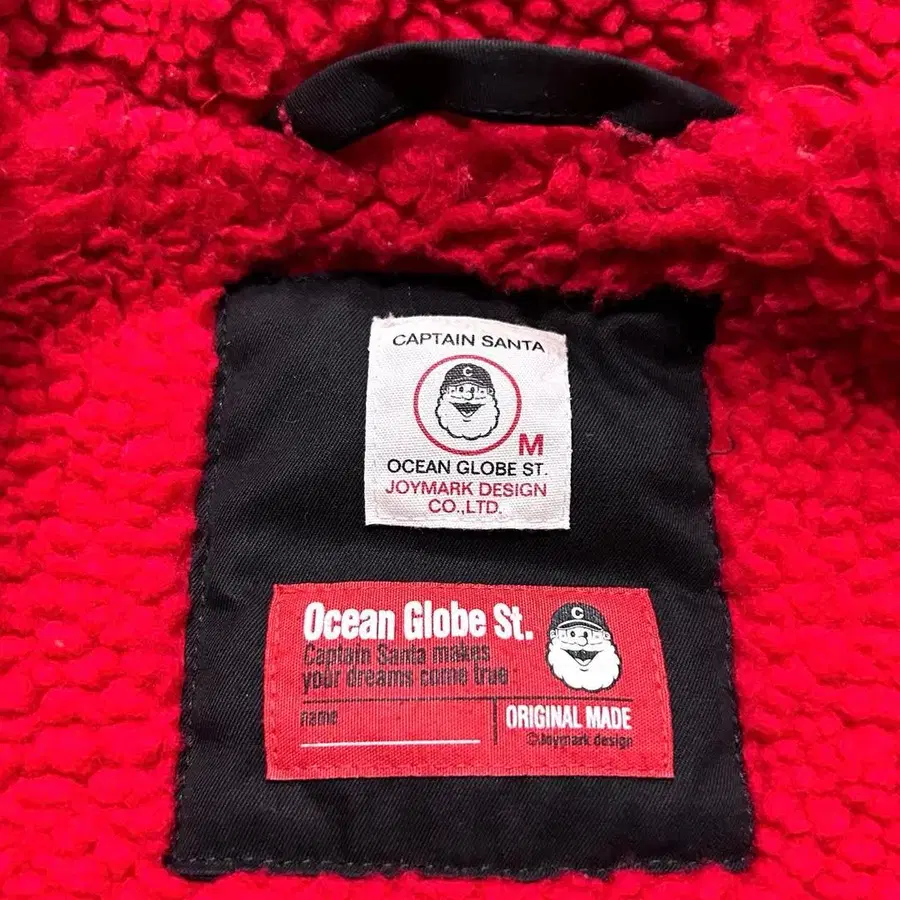 CAPTAIN SANTA
C
M
OCEAN GLOBE ST.
JOYMARK DESIGN
CO.,LTD.
Ocean Globe St.
C
Captain Santa makes
your dreams come true
name
ORIGINAL MADE
©Joymark design